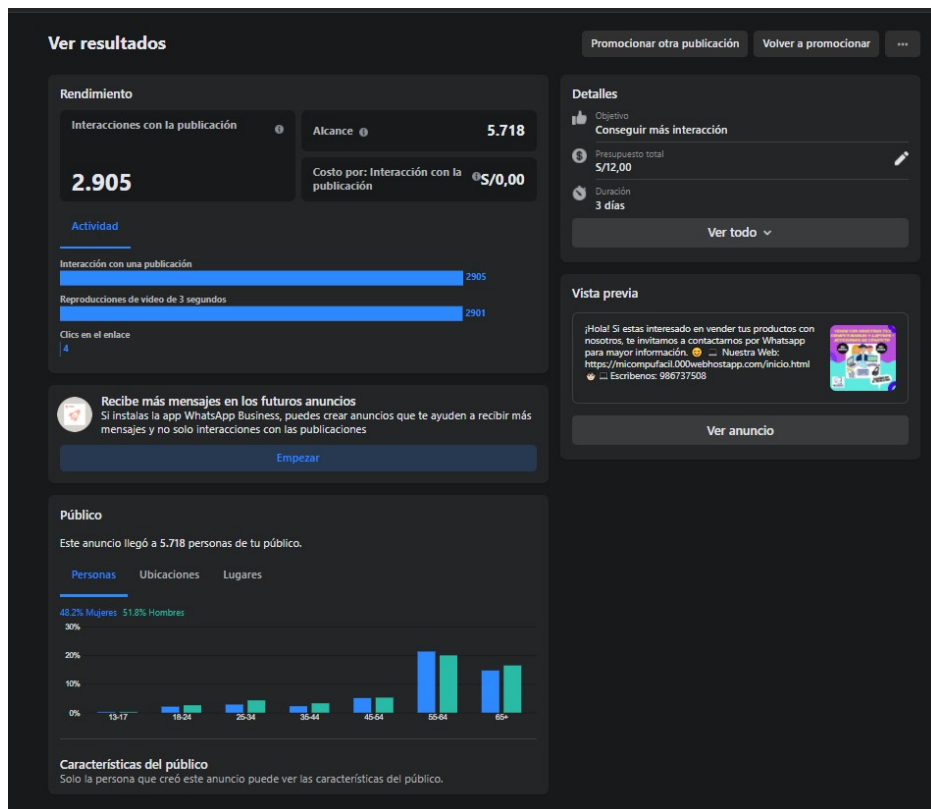 Ver resultados
Promocionar otra publicación
Volver a promocionar
Rendimiento
Interacciones con la publicación
2.905
Alcance
5.718
Costo por: Interacción con la publicación
S/0,00
Actividad
Interacción con una publicación
2905
Reproducciones de video de 3 segundos
2901
Clics en el enlace
4
Recibe más mensajes en los futuros anuncios
Si instalas la app WhatsApp Business, puedes crear anuncios que te ayuden a recibir más
mensajes y no solo interacciones con las publicaciones
Empezar
Público
Este anuncio llegó a 5.718 personas de tu público.
Personas
Ubicaciones
Lugares
48.2% Mujeres 51.8% Hombres
30%
20%
10%
0%
13-17 18-24 25-34 35-44 45-54 55-64 65+
Características del público
Solo la persona que creó este anuncio puede ver las características del público.
Detalles
Objetivo
Conseguir más interacción
Presupuesto total
S/12,00
Duración
3 días
Ver todo
Vista previa
¡Hola! Si estas interesado en vender tus productos con
nosotros, te invitamos a contactarnos por Whatsapp
para mayor información. 😊 💻 Nuestra Web:
https://micompufacil.000webhostapp.com/inicio.html
Escribenos: 986737508
Ver anuncio